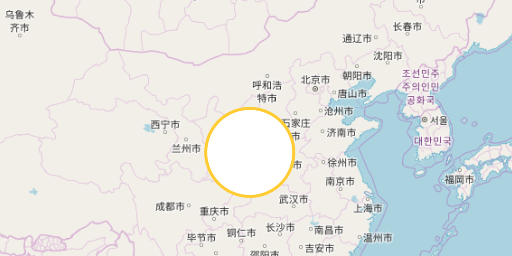 乌鲁木
齐市
长春市
通辽市
沈阳市
呼和浩
特市
北京市
朝阳市
唐山市
조선민주
주의인민
공화국
沧州市
石家庄
市
서울
대한민국
西宁市
兰州市
济南市
市
徐州市
福岡市
南京市
成都市
重庆市
武汉市
上海市
毕节市
铜仁市
长沙市
南昌市
吉安市
温州市
邵阳市